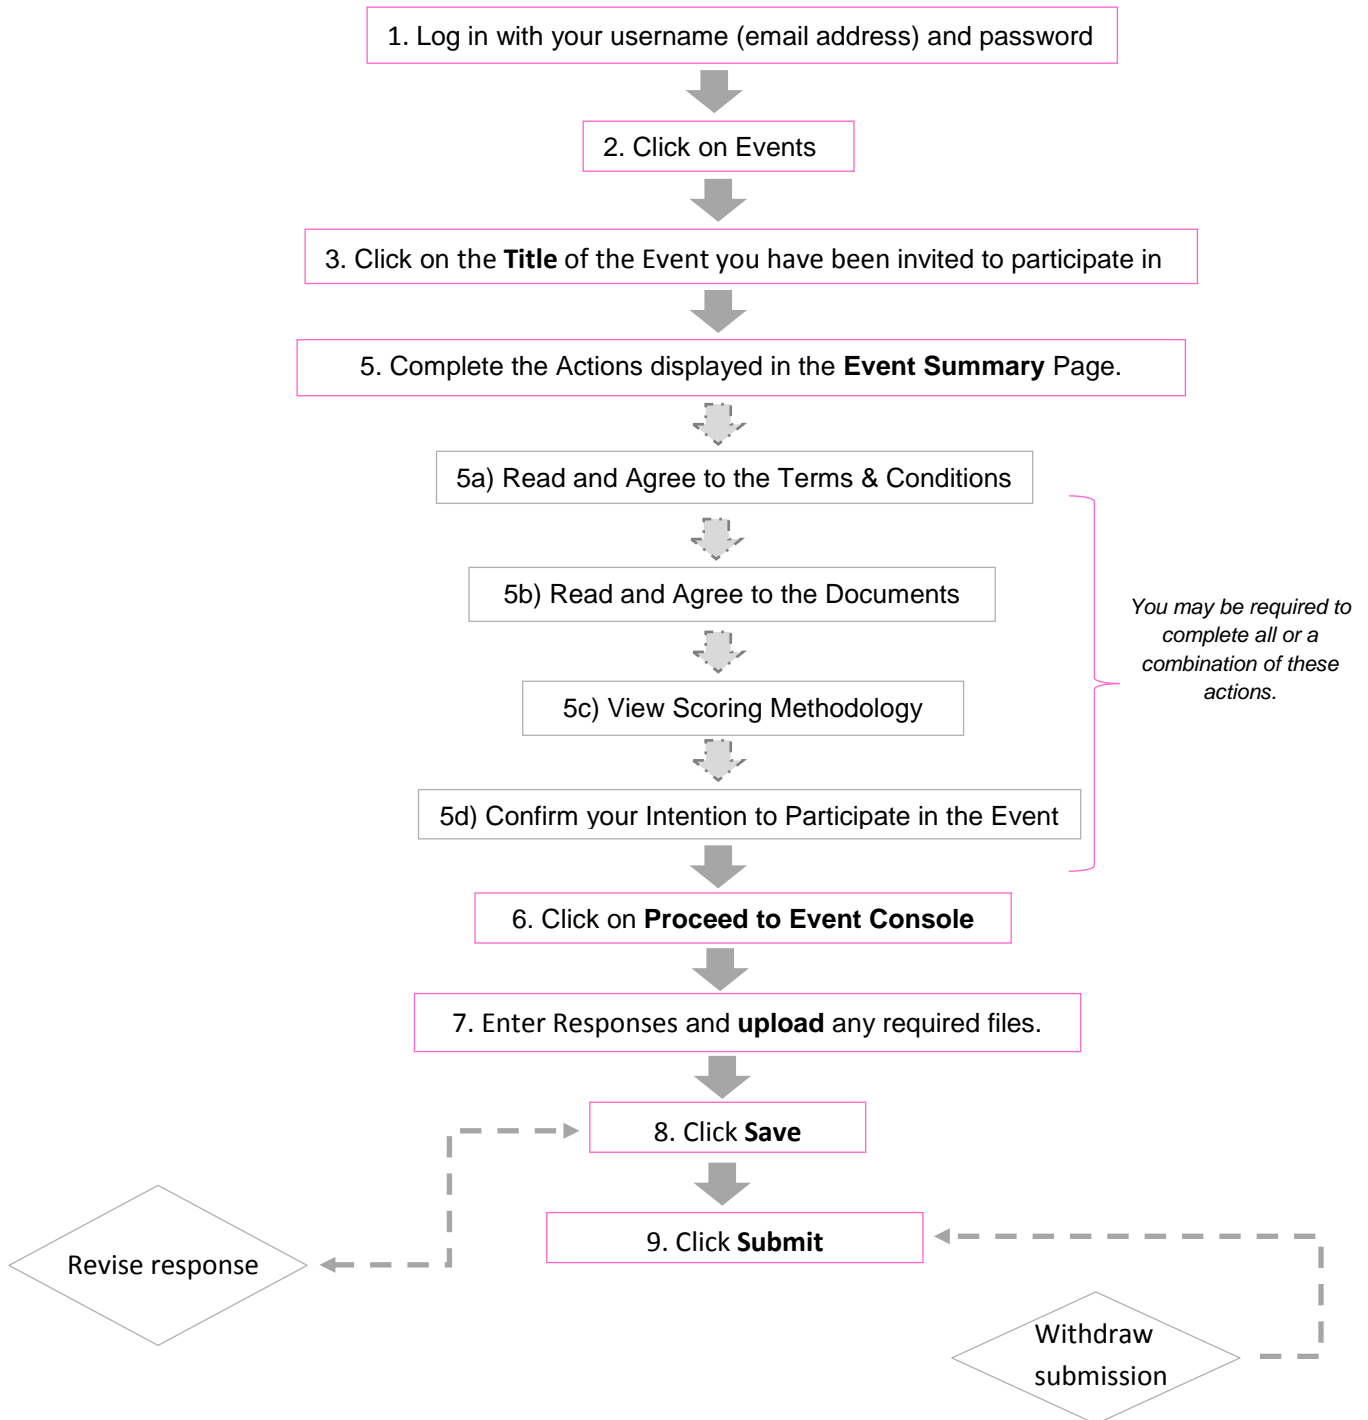 1. Log in with your username (email address) and password
2. Click on Events
3. Click on the Title of the Event you have been invited to participate in
5. Complete the Actions displayed in the Event Summary Page.
5a) Read and Agree to the Terms & Conditions
5b) Read and Agree to the Documents
You may be required to
complete all or a
combination of these
actions.
5c) View Scoring Methodology
5d) Confirm your Intention to Participate in the Event
6. Click on Proceed to Event Console
7. Enter Responses and upload any required files.
8. Click Save
9. Click Submit
Revise response
Withdraw
submission